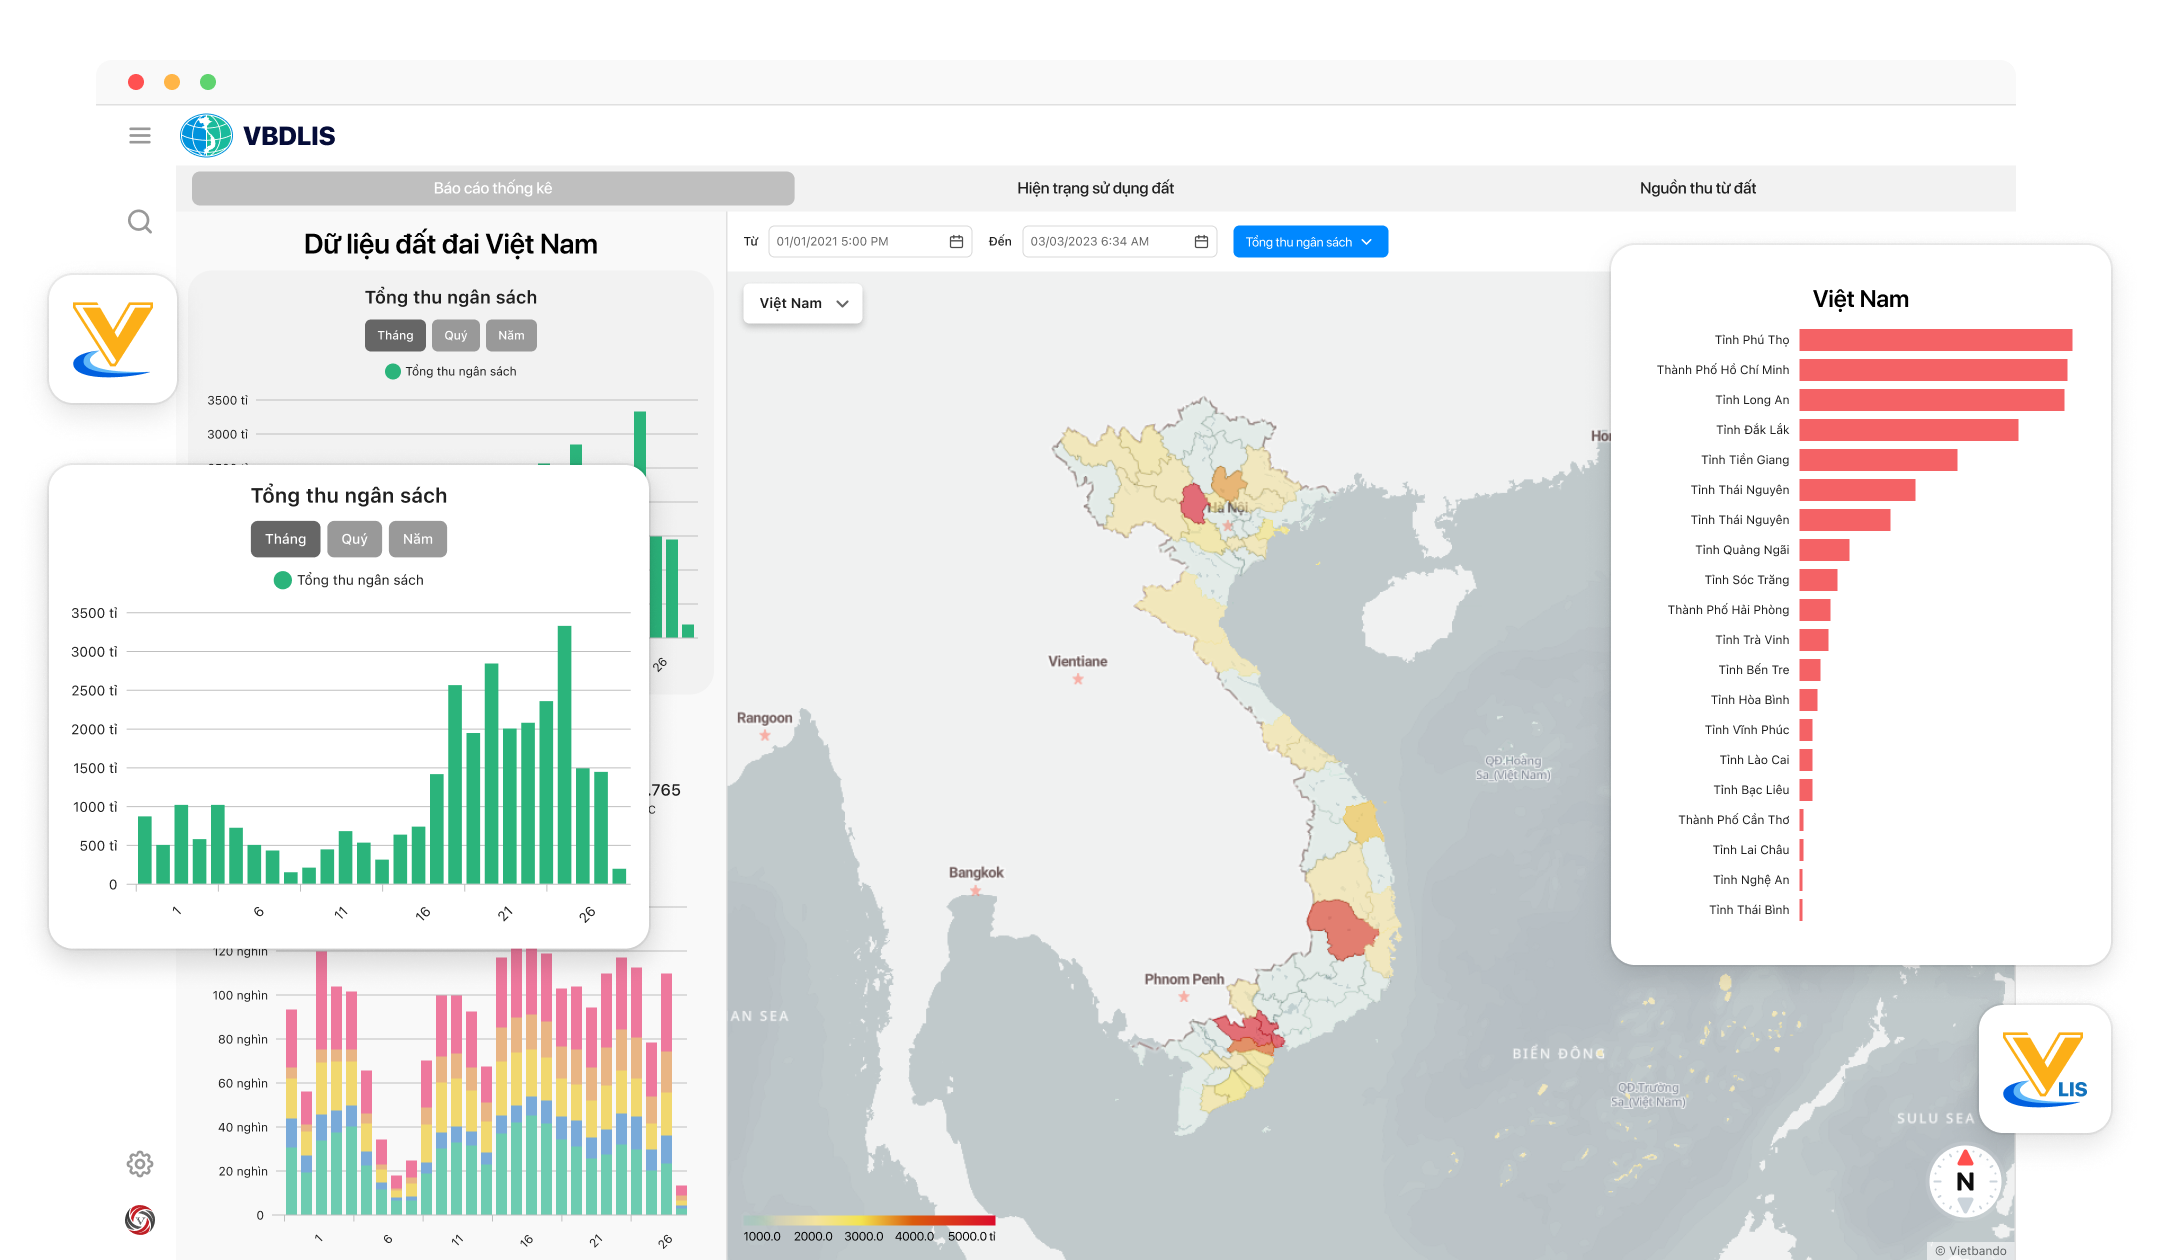 VBDLIS
Báo cáo thống kê
Hiện trạng sử dụng đất
Nguồn thu từ đất
Dữ liệu đất đai Việt Nam
Tổng thu ngân sách
Tháng
Quý
Năm
Tổng thu ngân sách
3500 tỉ
3000 tỉ
26
.765
Tổng thu ngân sách
Tháng
Quý
Năm
Tổng thu ngân sách
3500 tỉ
3000 tỉ
2500 tỉ
2000 tỉ
1500 tỉ
1000 tỉ
500 tỉ
0
1
6
11
16
21
26
120 nghìn
100 nghìn
80 nghìn
60 nghìn
40 nghìn
20 nghìn
0
1
6
11
16
21
26
Từ
01/01/2021 5:00 PM
Đến
03/03/2023 6:34 AM
Tổng thu ngân sách
Việt Nam
Hà Nội
Vientiane
Rangoon
Bangkok
Phnom Penh
AN SEA
QĐ.Hoàng
Sa_(Việt Nam)
BIỂN ĐÔNG
QĐ.Trường
Sa_(Việt Nam)
SULU SEA
1000.0 2000.0 3000.0 4000.0 5000.0 tỉ
Việt Nam
Tỉnh Phú Thọ
Thành Phố Hồ Chí Minh
Tỉnh Long An
Tỉnh Đắk Lắk
Tỉnh Tiền Giang
Tỉnh Thái Nguyên
Tỉnh Thái Nguyên
Tỉnh Quảng Ngãi
Tỉnh Sóc Trăng
Thành Phố Hải Phòng
Tỉnh Trà Vinh
Tỉnh Bến Tre
Tỉnh Hòa Bình
Tỉnh Vĩnh Phúc
Tỉnh Lào Cai
Tỉnh Bạc Liêu
Thành Phố Cần Thơ
Tỉnh Lai Châu
Tỉnh Nghệ An
Tỉnh Thái Bình
LIS
N
© Vietbando